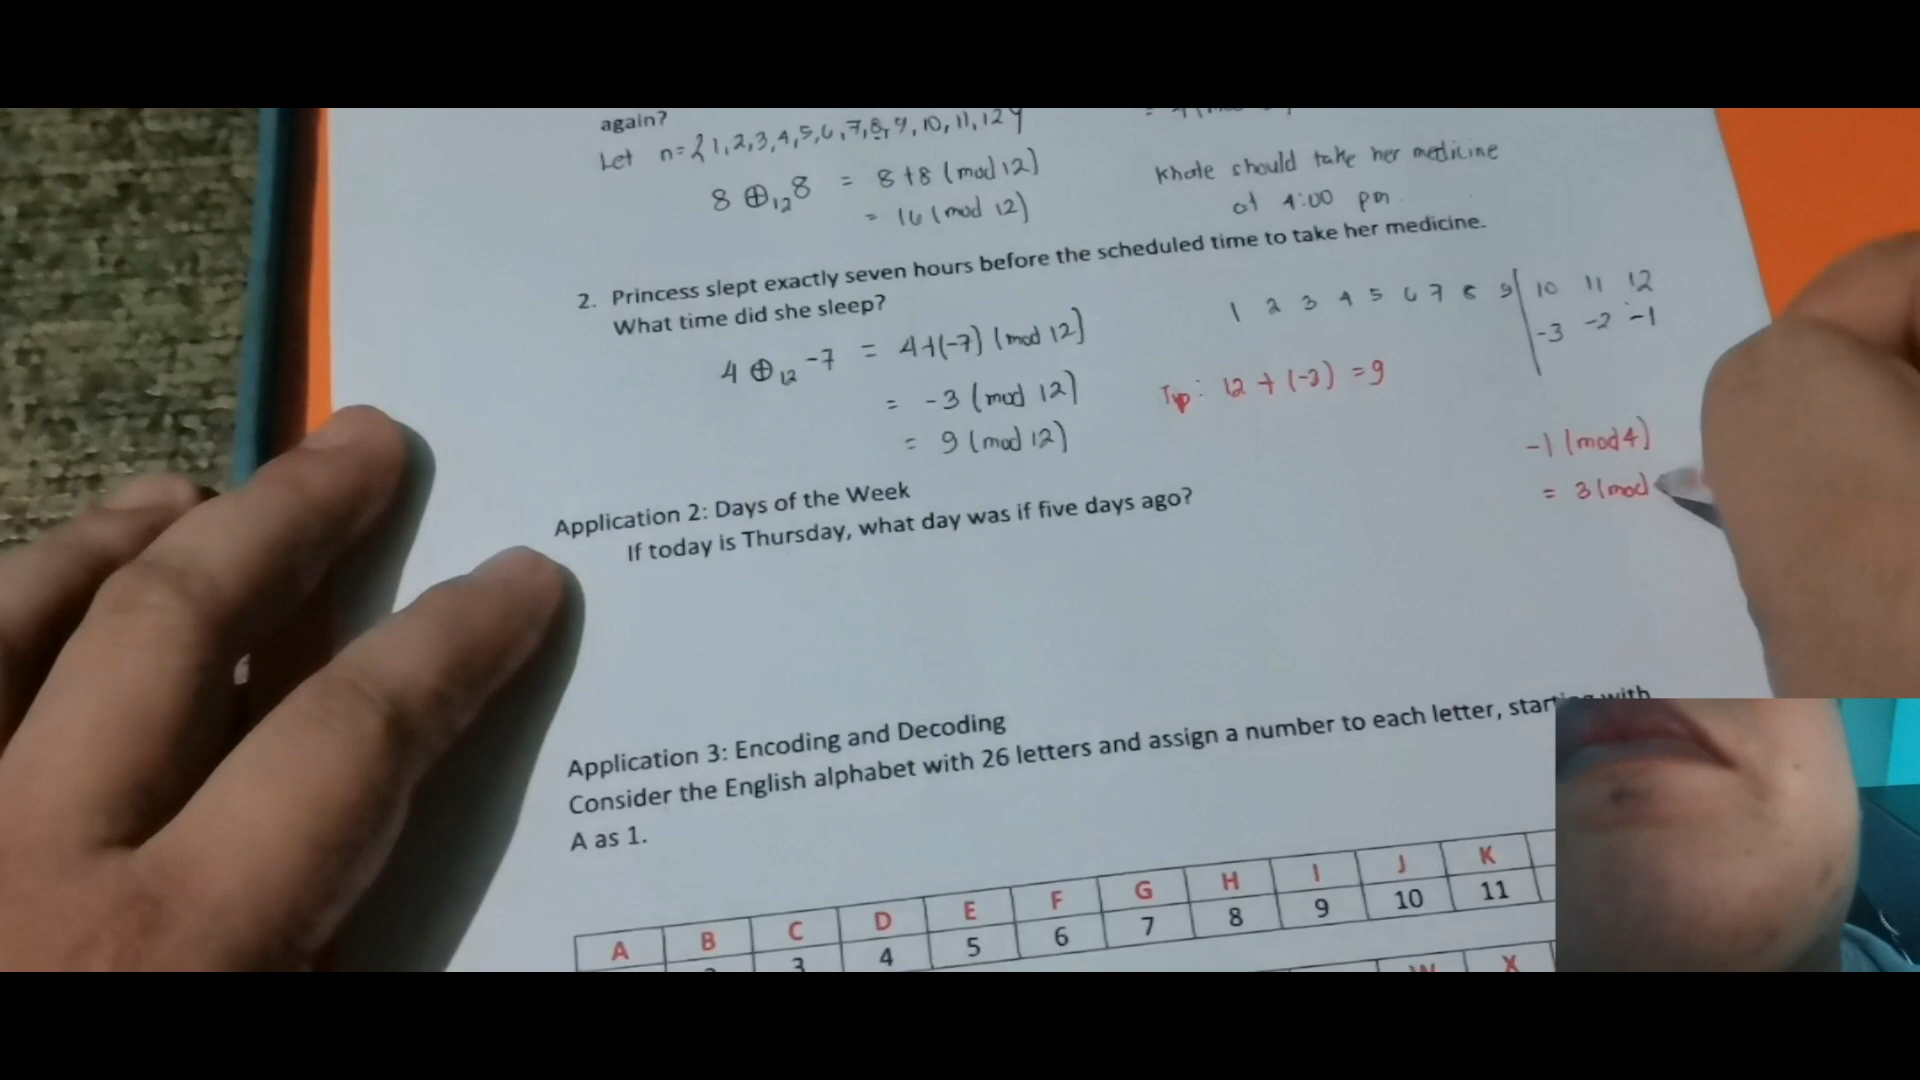 again?
Let n={1,2,3,4,5,6,7,8,9,10,11,12}
8 ⊕₁₂ 8 = 8+8 (mod 12)
= 16 (mod 12)
Khate should take her medicine
at 4:00 pm.
2. Princess slept exactly seven hours before the scheduled time to take her medicine.
What time did she sleep?
4 ⊕₁₂ -7 = 4+(-7) (mod 12)
= -3 (mod 12)
= 9 (mod 12)
1 2 3 4 5 6 7 8 9 | 10 11 12
-3 -2 -1
Tip: 12 + (-3) = 9
-1 (mod 4)
= 3 (mod
Application 2: Days of the Week
If today is Thursday, what day was if five days ago?
Application 3: Encoding and Decoding
Consider the English alphabet with 26 letters and assign a number to each letter, starting with
A as 1.
A B C D E F G H I J K
3 4 5 6 7 8 9 10 11
W X